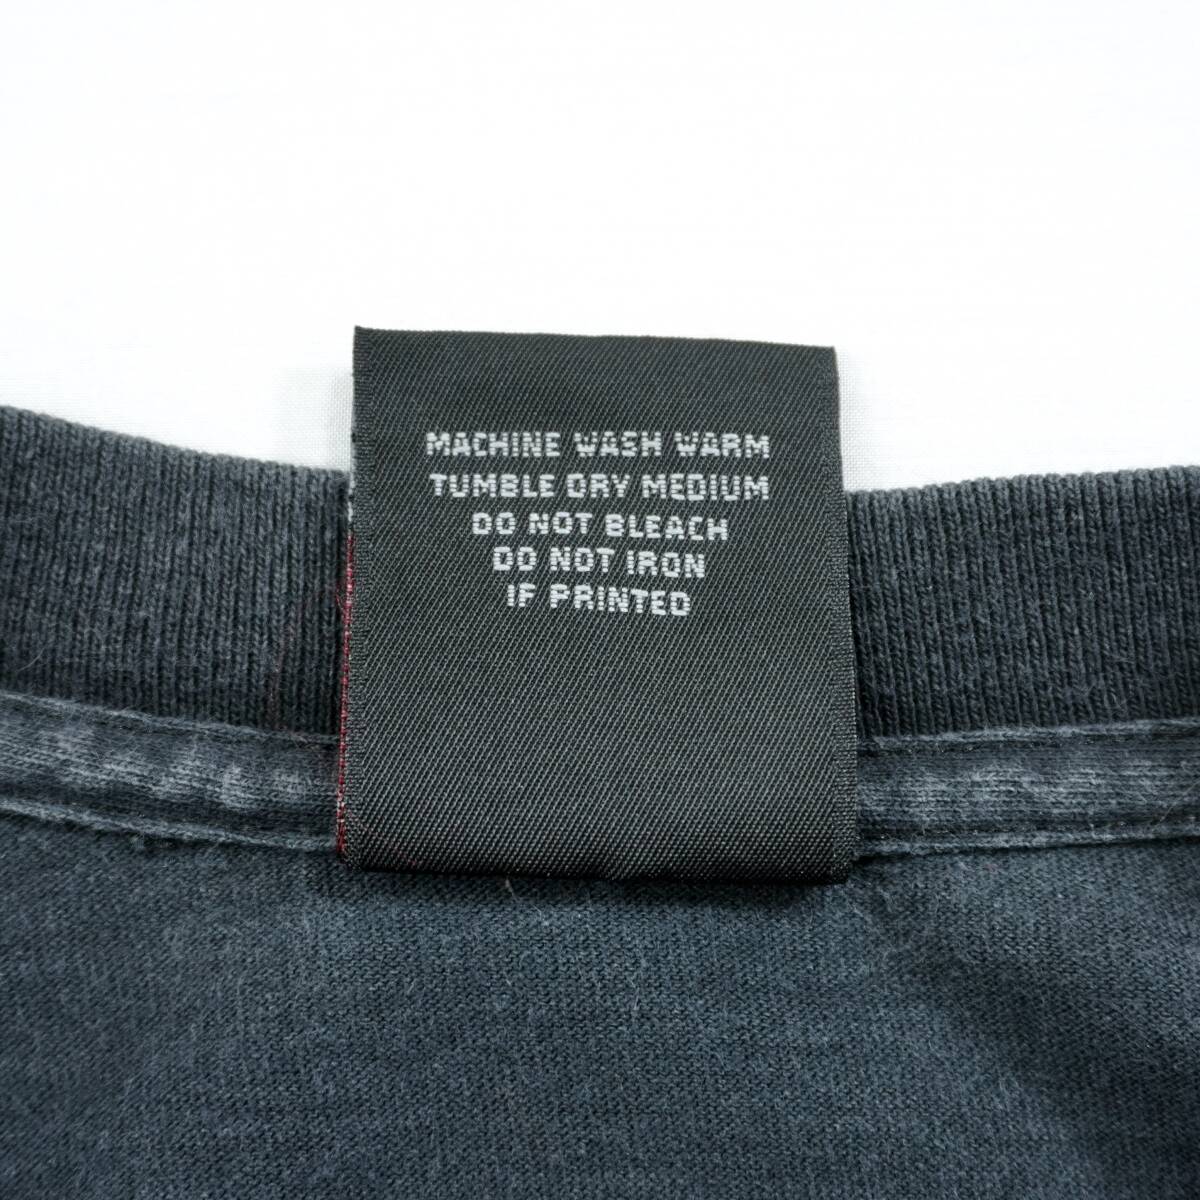 MACHINE WASH WARM
TUMBLE DRY MEDIUM
DO NOT BLEACH
DO NOT IRON
IF PRINTED